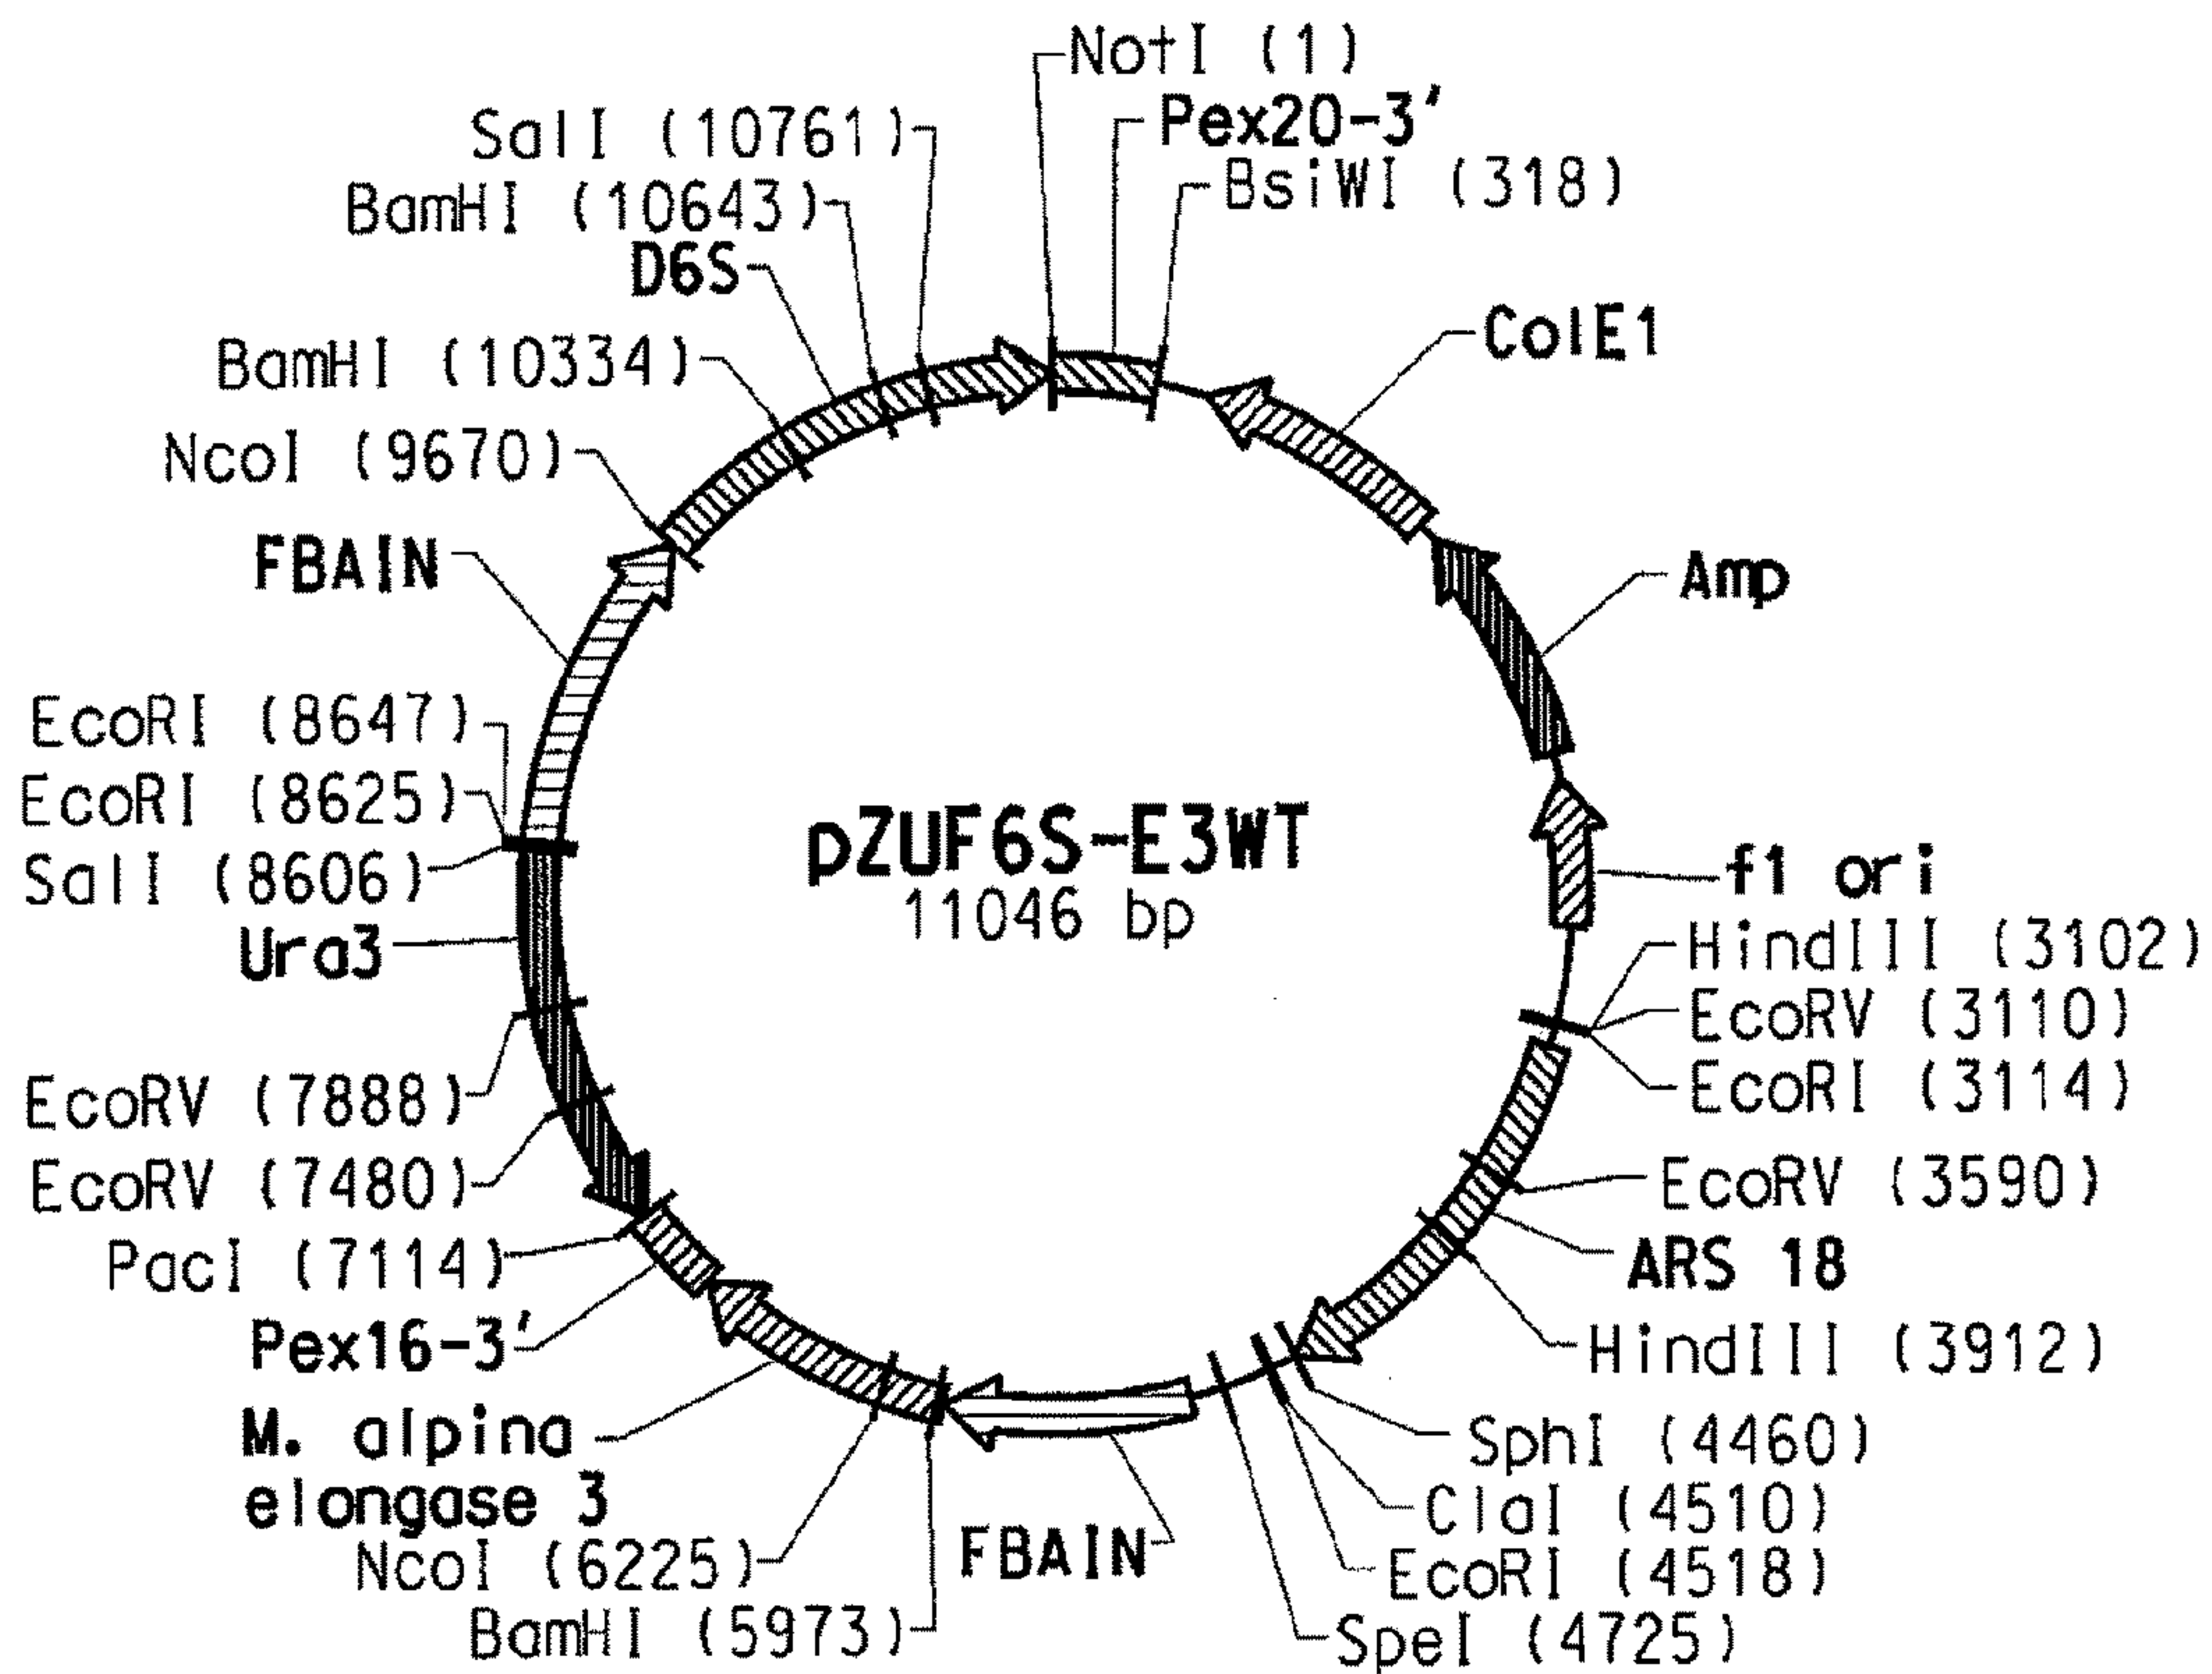 NotI (1)
Pex20-3'
BsiWI (318)
ColE1
Amp
f1 ori
HindIII (3102)
EcoRV (3110)
EcoRI (3114)
EcoRV (3590)
ARS 18
HindIII (3912)
SphI (4460)
ClaI (4510)
EcoRI (4518)
SpeI (4725)
FBAIN
BamHI (5973)
NcoI (6225)
M. alpina
elongase 3
Pex16-3'
PacI (7114)
EcoRV (7480)
EcoRV (7888)
Ura3
SalI (8606)
EcoRI (8625)
EcoRI (8647)
FBAIN
NcoI (9670)
BamHI (10334)
D6S
BamHI (10643)
SalI (10761)
pZUF6S-E3WT
11046 bp